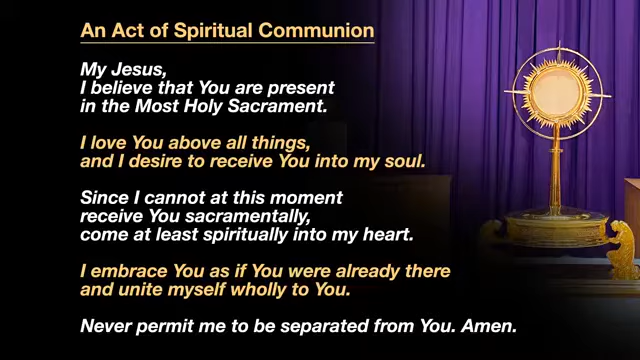 An Act of Spiritual Communion
My Jesus,
I believe that You are present
in the Most Holy Sacrament.
I love You above all things,
and I desire to receive You into my soul.
Since I cannot at this moment
receive You sacramentally,
come at least spiritually into my heart.
I embrace You as if You were already there
and unite myself wholly to You.
Never permit me to be separated from You. Amen.